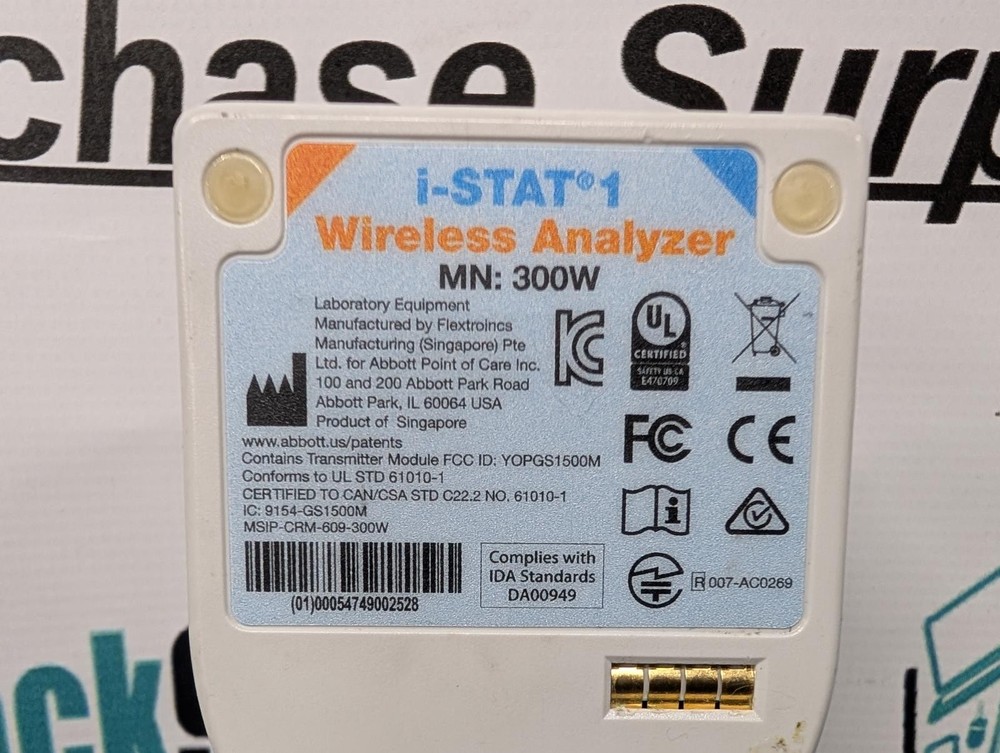 chase Surp
i-STAT®1
Wireless Analyzer
MN: 300W
Laboratory Equipment
Manufactured by Flextroincs
Manufacturing (Singapore) Pte
Ltd. for Abbott Point of Care Inc.
100 and 200 Abbott Park Road
Abbott Park, IL 60064 USA
Product of Singapore
www.abbott.us/patents
Contains Transmitter Module FCC ID: YOPGS1500M
Conforms to UL STD 61010-1
CERTIFIED TO CAN/CSA STD C22.2 NO. 61010-1
IC: 9154-GS1500M
MSIP-CRM-609-300W
(01)00054749002528
Complies with
IDA Standards
DA00949
KC
UL
CERTIFIED
SAFETY US-CA
E470709
FC
CE
i
R 007-AC0269
ck